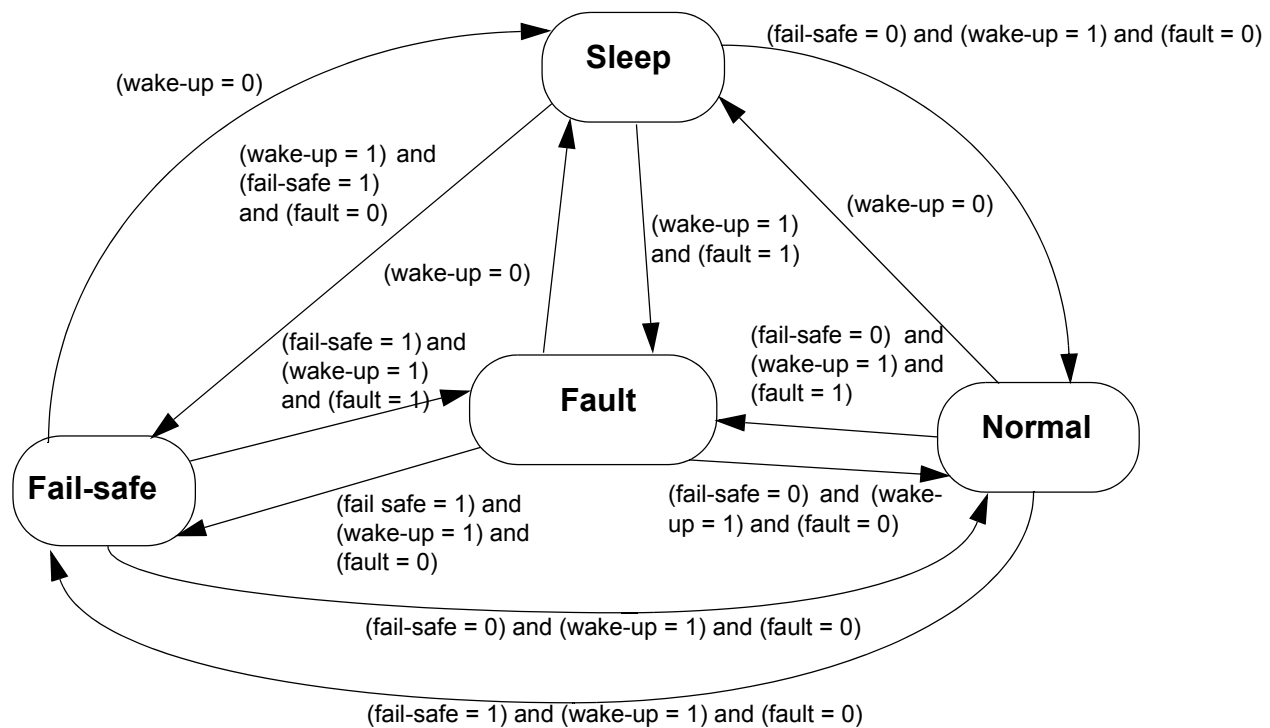 Sleep
(fail-safe = 0) and (wake-up = 1) and (fault = 0)
(wake-up = 0)
(wake-up = 1) and
(fail-safe = 1)
and (fault = 0)
(wake-up = 0)
(wake-up = 1)
and (fault = 1)
(wake-up = 0)
(fail-safe = 1) and
(wake-up = 1)
and (fault = 1)
Fault
(fail-safe = 0) and
(wake-up = 1) and
(fault = 1)
Normal
Fail-safe
(fail safe = 1) and
(wake-up = 1) and
(fault = 0)
(fail-safe = 0) and (wake-
up = 1) and (fault = 0)
(fail-safe = 0) and (wake-up = 1) and (fault = 0)
(fail-safe = 1) and (wake-up = 1) and (fault = 0)